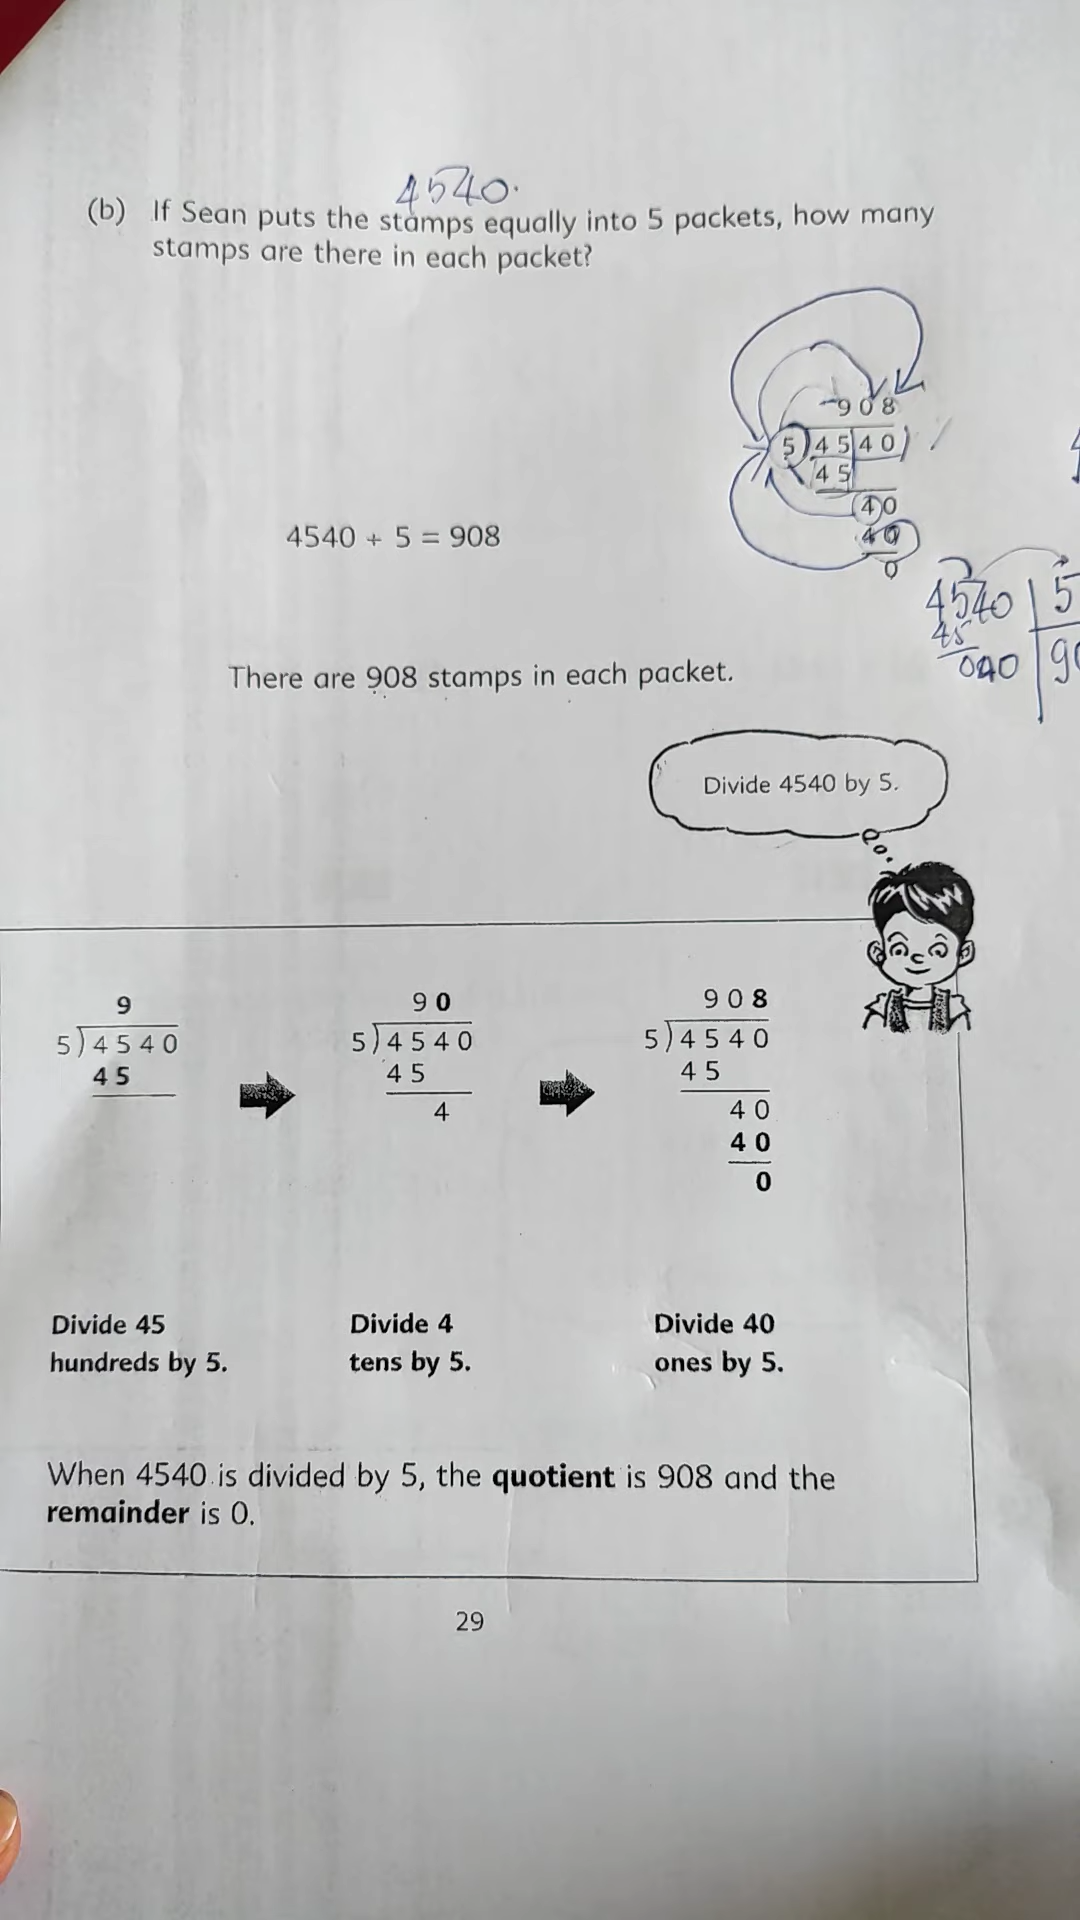 4540.
(b) If Sean puts the stamps equally into 5 packets, how many
stamps are there in each packet?
908
5)4540
45
40
40
0
4540 ÷ 5 = 908
4540 | 5
45
040
There are 908 stamps in each packet.
Divide 4540 by 5.
9
5)4540
45
90
5)4540
45
4
908
5)4540
45
40
40
0
Divide 45
hundreds by 5.
Divide 4
tens by 5.
Divide 40
ones by 5.
When 4540 is divided by 5, the quotient is 908 and the
remainder is 0.
29